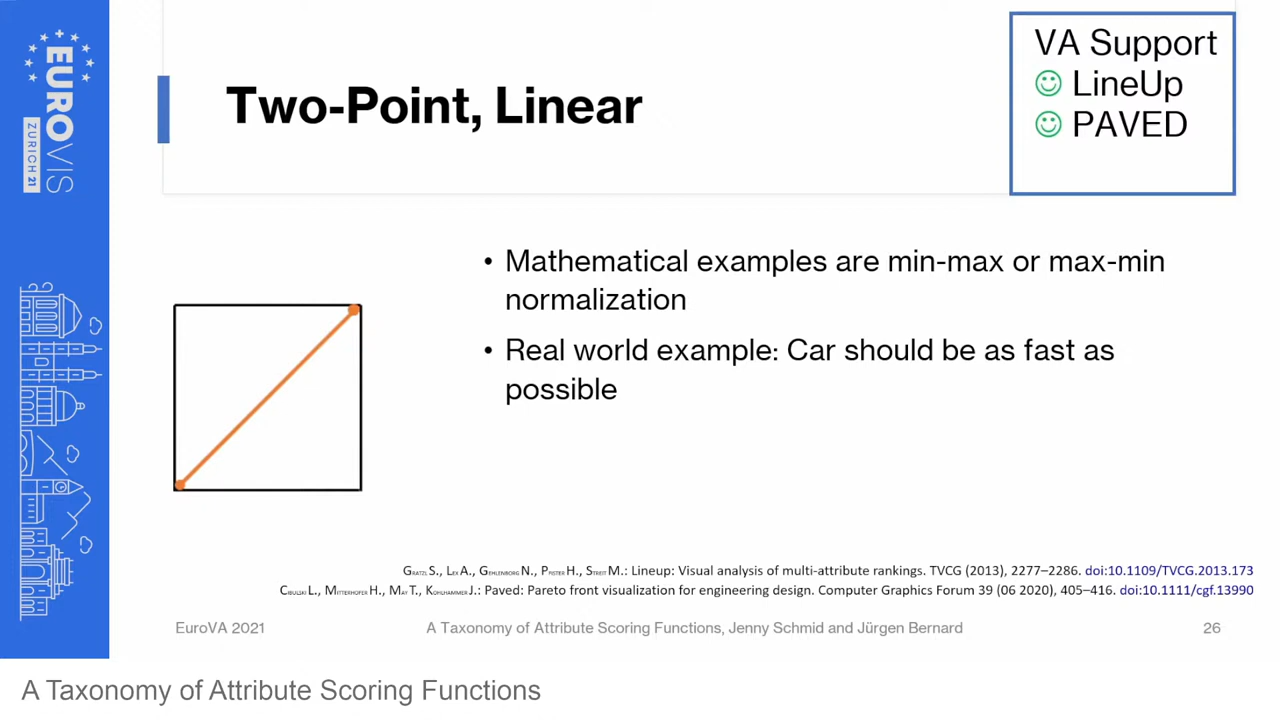 EUROVIS
ZURICH 21
Two-Point, Linear
VA Support
LineUp
PAVED
• Mathematical examples are min-max or max-min
normalization
• Real world example: Car should be as fast as
possible
GRATZL S., LEX A., GEHLENBORG N., PFISTER H., STREIT M.: Lineup: Visual analysis of multi-attribute rankings. TVCG (2013), 2277–2286. doi:10.1109/TVCG.2013.173
CIBULSKI L., MITTERHOFER H., MAY T., KOHLHAMMER J.: Paved: Pareto front visualization for engineering design. Computer Graphics Forum 39 (06 2020), 405–416. doi:10.1111/cgf.13990
EuroVA 2021
A Taxonomy of Attribute Scoring Functions, Jenny Schmid and Jürgen Bernard
26
A Taxonomy of Attribute Scoring Functions